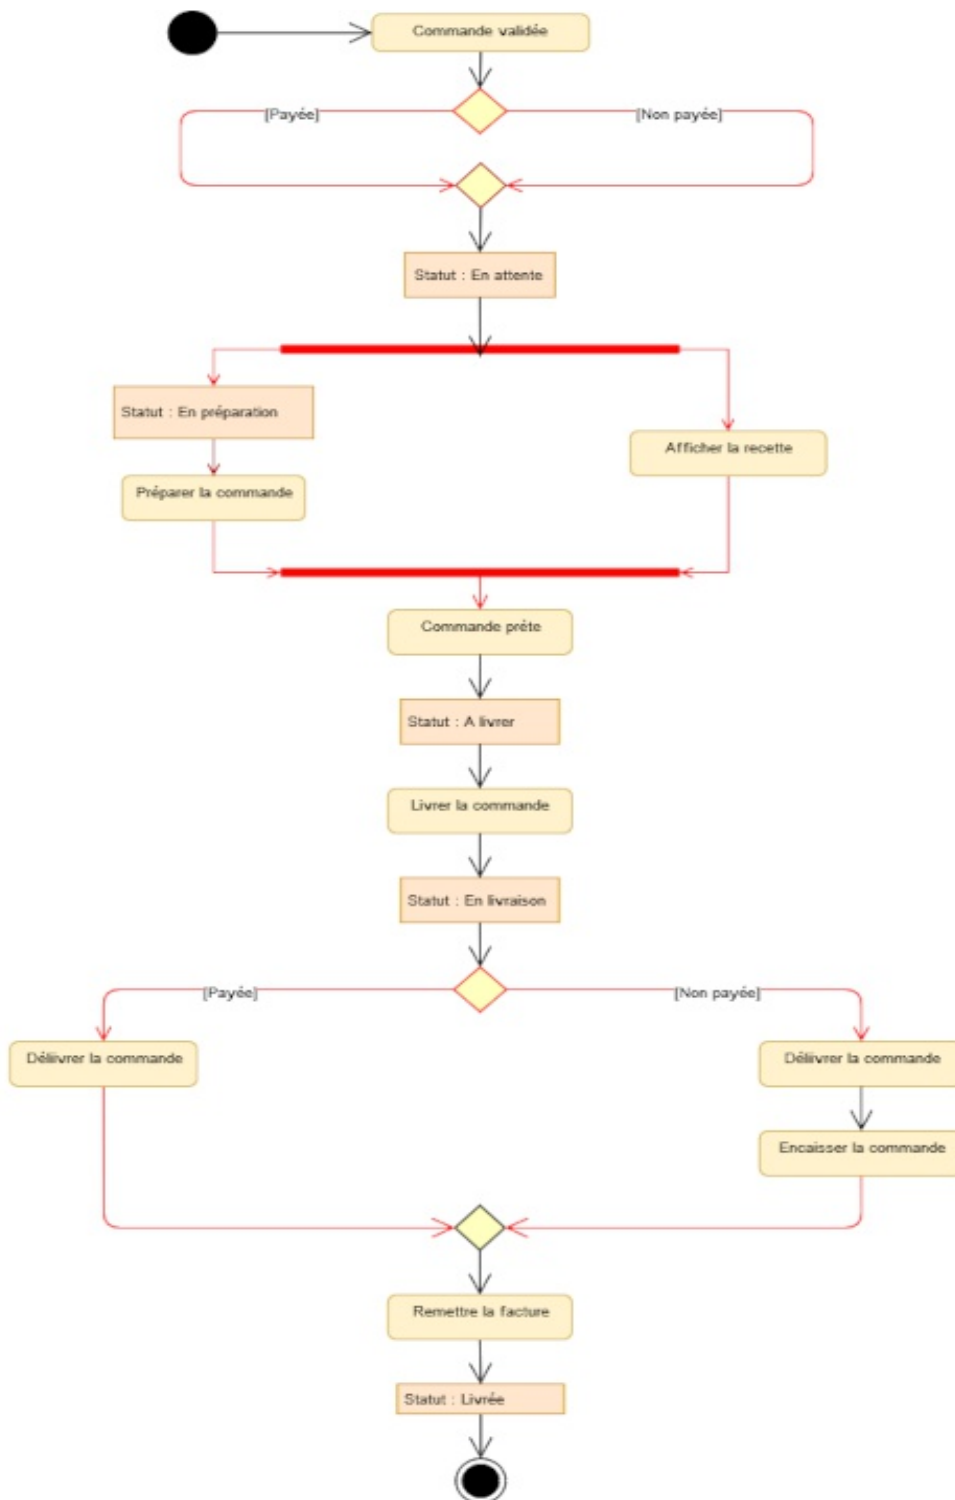 Commande validée
[Payée]
[Non payée]
Statut : En attente
Statut : En préparation
Afficher la recette
Préparer la commande
Commande prête
Statut : A livrer
Livrer la commande
Statut : En livraison
[Payée]
[Non payée]
Déliivrer la commande
Déliivrer la commande
Encaisser la commande
Remettre la facture
Statut : Livrée